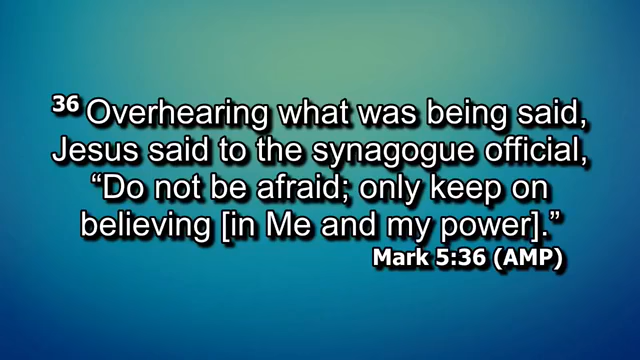 36 Overhearing what was being said,
Jesus said to the synagogue official,
“Do not be afraid; only keep on
believing [in Me and my power].”
Mark 5:36 (AMP)